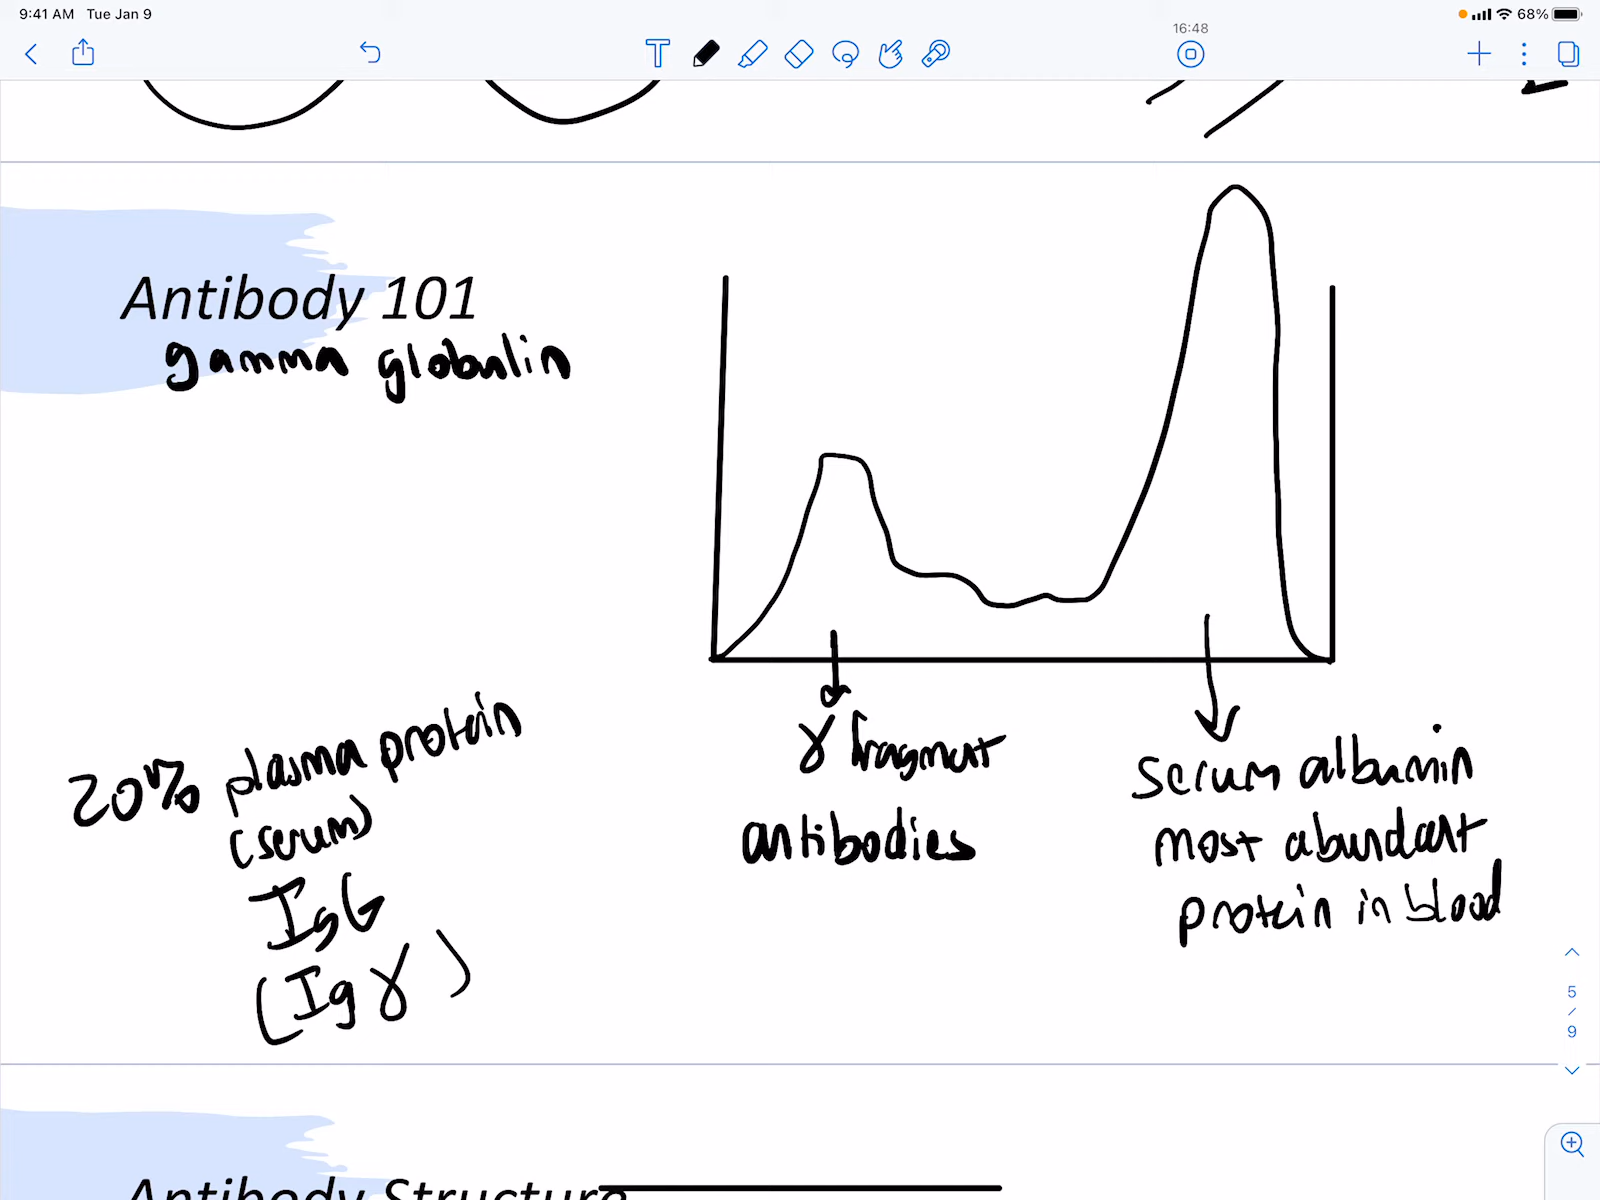 9:41 AM Tue Jan 9
68%
16:48
Antibody 101
gamma globulin
20% plasma protein
(serum)
IgG
(Ig γ)
γ fragment
antibodies
serum albumin
most abundant
protein in blood
5
/
9
Antibody Structure